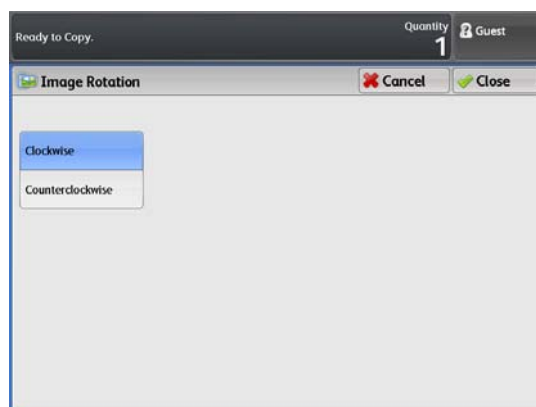 Ready to Copy.
Quantity
1
Guest
Image Rotation
Cancel
Close
Clockwise
Counterclockwise